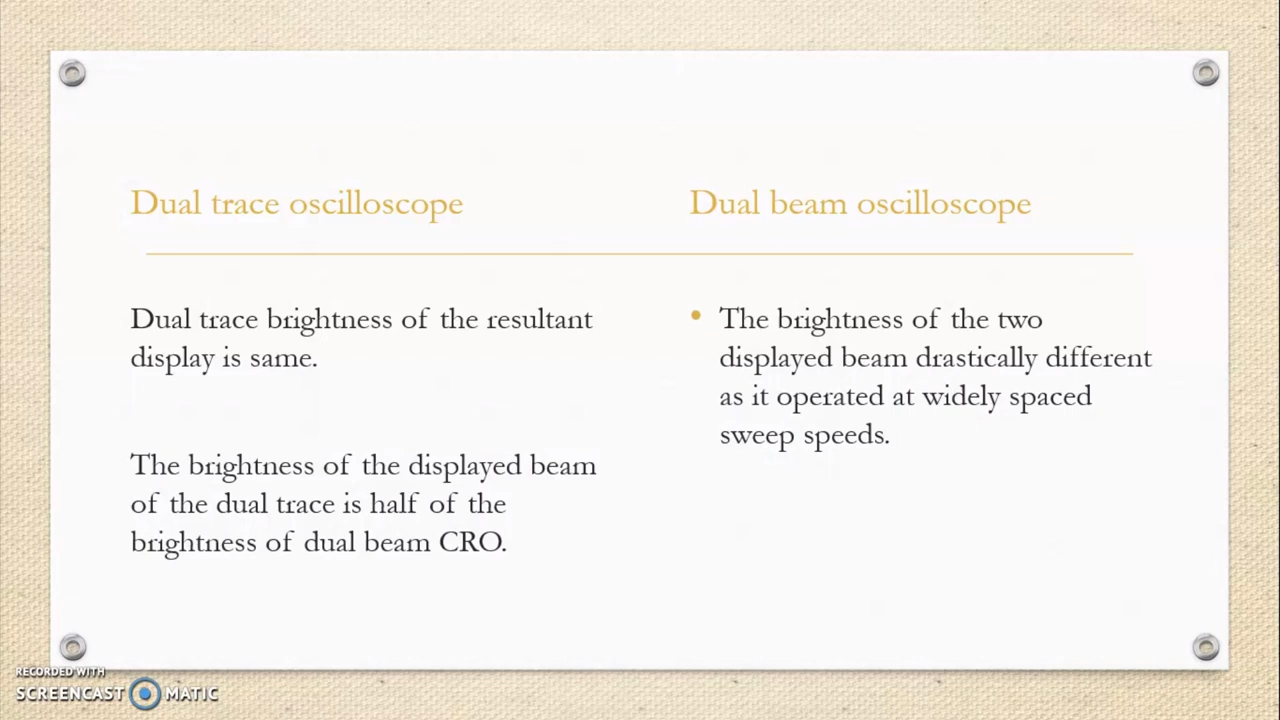 Dual trace oscilloscope
Dual beam oscilloscope
Dual trace brightness of the resultant
display is same.
The brightness of the displayed beam
of the dual trace is half of the
brightness of dual beam CRO.
• The brightness of the two
displayed beam drastically different
as it operated at widely spaced
sweep speeds.
RECORDED WITH
SCREENCAST MATIC